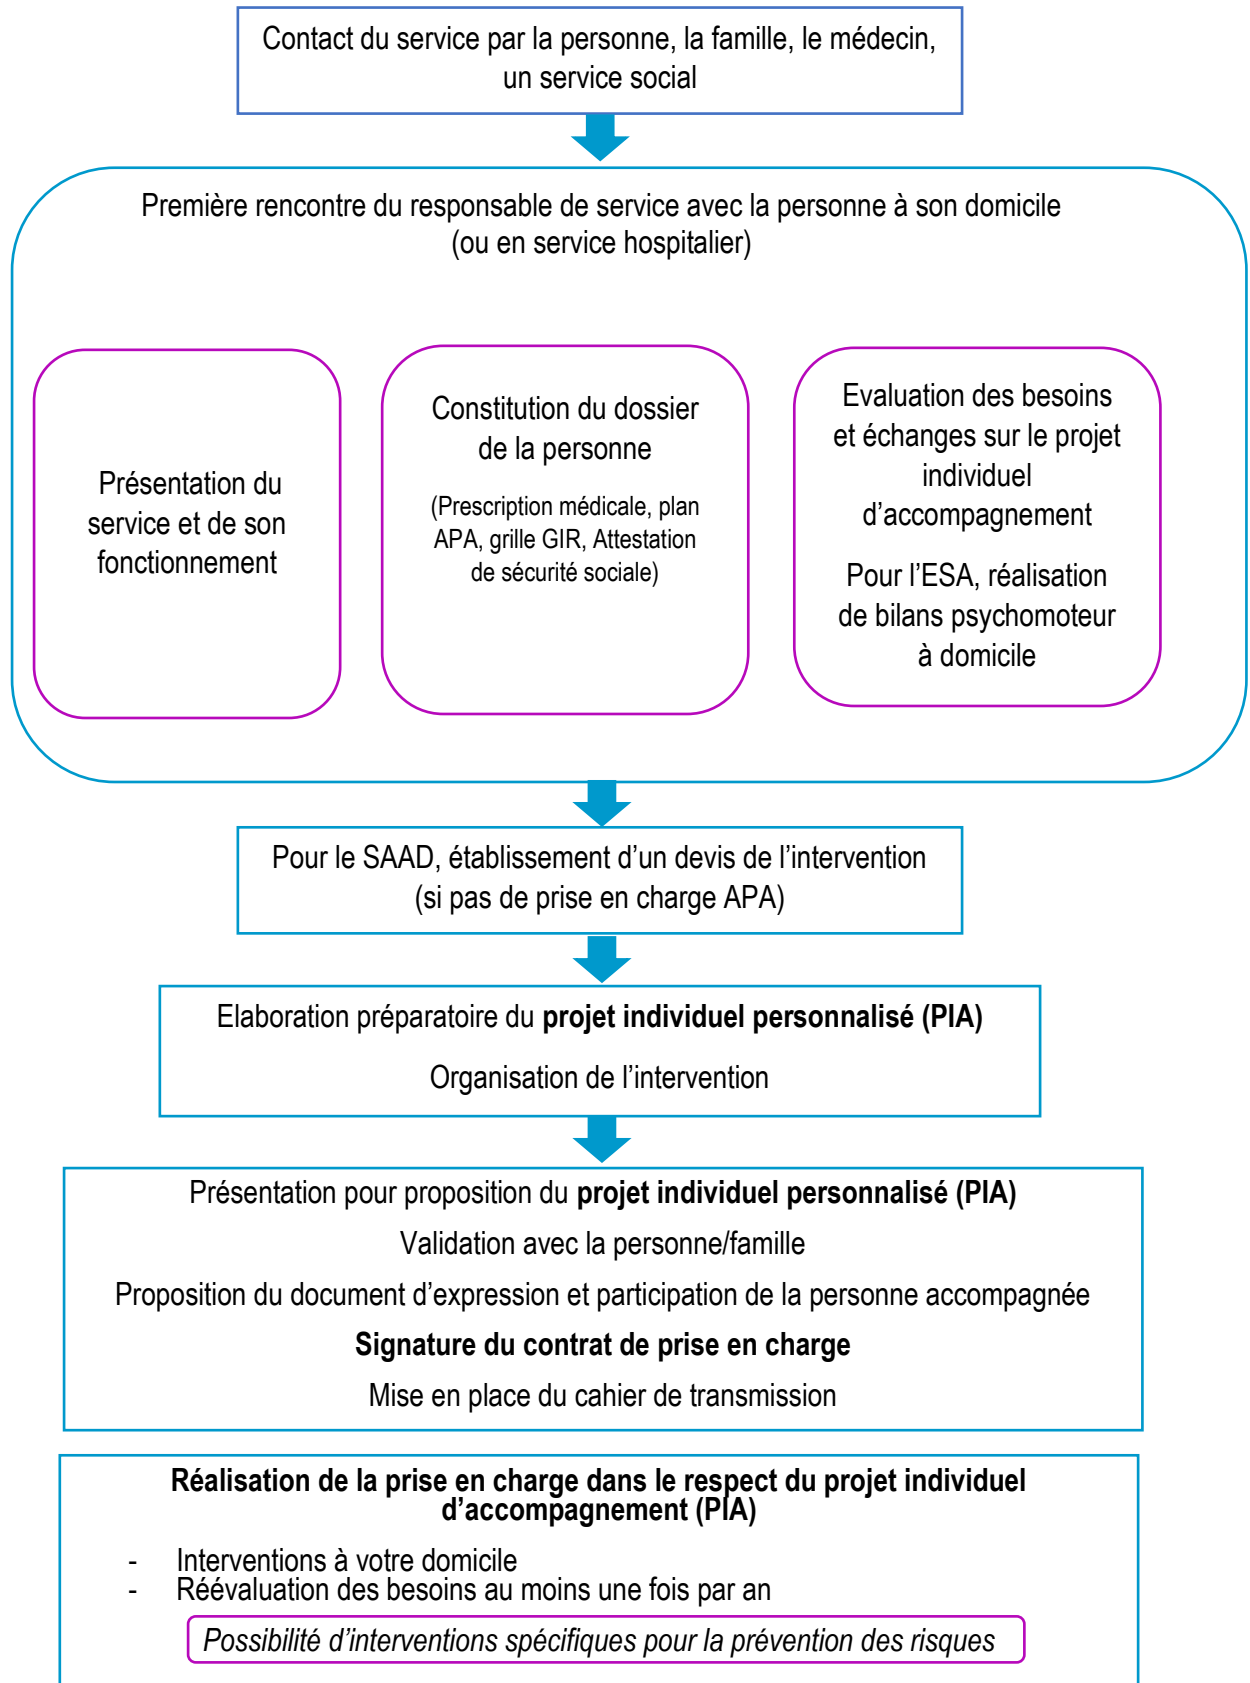 Contact du service par la personne, la famille, le médecin,
un service social
Première rencontre du responsable de service avec la personne à son domicile
(ou en service hospitalier)
Présentation du
service et de son
fonctionnement
Constitution du dossier
de la personne
(Prescription médicale, plan
APA, grille GIR, Attestation
de sécurité sociale)
Evaluation des besoins
et échanges sur le projet
individuel
d’accompagnement
Pour l’ESA, réalisation
de bilans psychomoteur
à domicile
Pour le SAAD, établissement d’un devis de l’intervention
(si pas de prise en charge APA)
Elaboration préparatoire du projet individuel personnalisé (PIA)
Organisation de l’intervention
Présentation pour proposition du projet individuel personnalisé (PIA)
Validation avec la personne/famille
Proposition du document d’expression et participation de la personne accompagnée
Signature du contrat de prise en charge
Mise en place du cahier de transmission
Réalisation de la prise en charge dans le respect du projet individuel
d’accompagnement (PIA)
- Interventions à votre domicile
- Réévaluation des besoins au moins une fois par an
Possibilité d’interventions spécifiques pour la prévention des risques